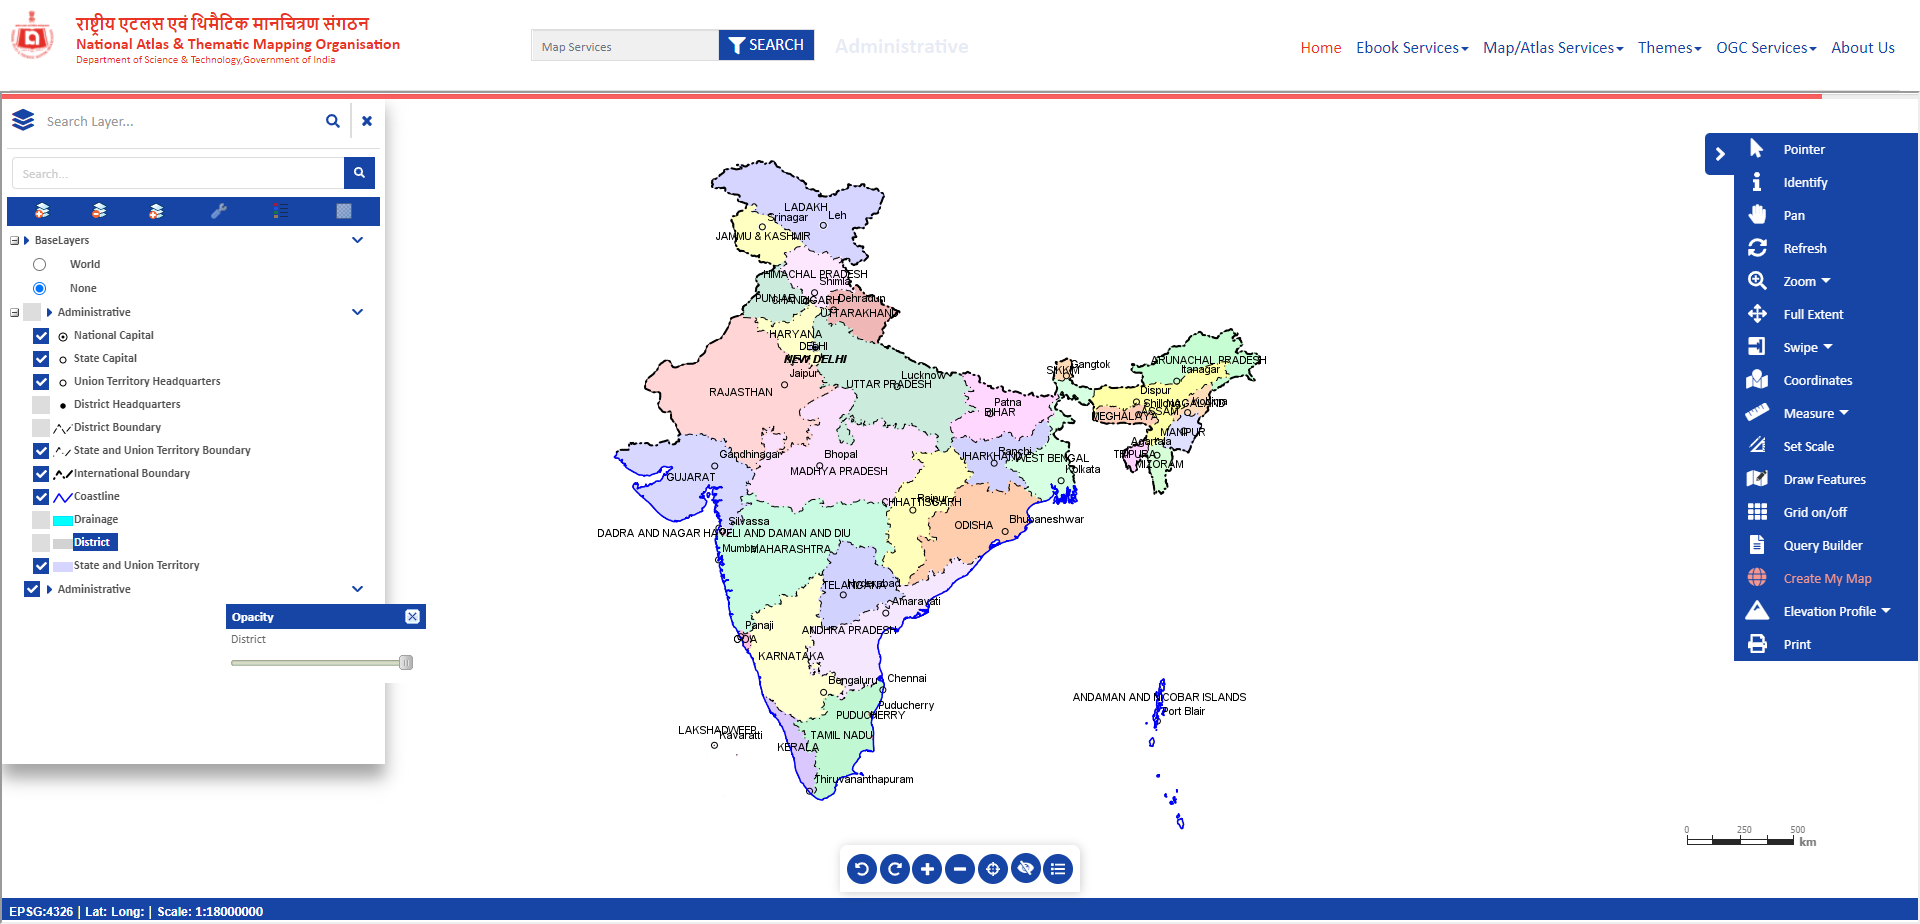 राष्ट्रीय एटलस एवं थिमैटिक मानचित्रण संगठन
National Atlas & Thematic Mapping Organisation
Department of Science & Technology,Government of India
Map Services
SEARCH
Administrative
Home
Ebook Services
Map/Atlas Services
Themes
OGC Services
About Us
Search Layer...
Search...
BaseLayers
World
None
Administrative
National Capital
State Capital
Union Territory Headquarters
District Headquarters
District Boundary
State and Union Territory Boundary
International Boundary
Coastline
Drainage
District
State and Union Territory
Administrative
Opacity
District
LADAKH
Srinagar
Leh
JAMMU & KASHMIR
HIMACHAL PRADESH
Shimla
PUNJAB
CHANDIGARH
Dehradun
UTTARAKHAND
HARYANA
DELHI
NEW DELHI
Jaipur
RAJASTHAN
UTTAR PRADESH
Lucknow
Gangtok
SIKKIM
ARUNACHAL PRADESH
Itanagar
Dispur
Shillong
NAGALAND
Kohima
ASSAM
MEGHALAYA
MANIPUR
Agartala
TRIPURA
MIZORAM
Patna
BIHAR
Gandhinagar
GUJARAT
Bhopal
MADHYA PRADESH
JHARKHAND
Ranchi
WEST BENGAL
Kolkata
CHHATTISGARH
Raipur
ODISHA
Bhubaneshwar
Silvassa
DADRA AND NAGAR HAVELI AND DAMAN AND DIU
Mumbai
MAHARASHTRA
TELANGANA
Hyderabad
Amaravati
ANDHRA PRADESH
Panaji
GOA
KARNATAKA
Bengaluru
Chennai
Puducherry
PUDUCHERRY
LAKSHADWEEP
Kavaratti
KERALA
TAMIL NADU
Thiruvananthapuram
ANDAMAN AND NICOBAR ISLANDS
Port Blair
Pointer
Identify
Pan
Refresh
Zoom
Full Extent
Swipe
Coordinates
Measure
Set Scale
Draw Features
Grid on/off
Query Builder
Create My Map
Elevation Profile
Print
0 250 500
km
EPSG:4326 | Lat: Long: | Scale: 1:18000000